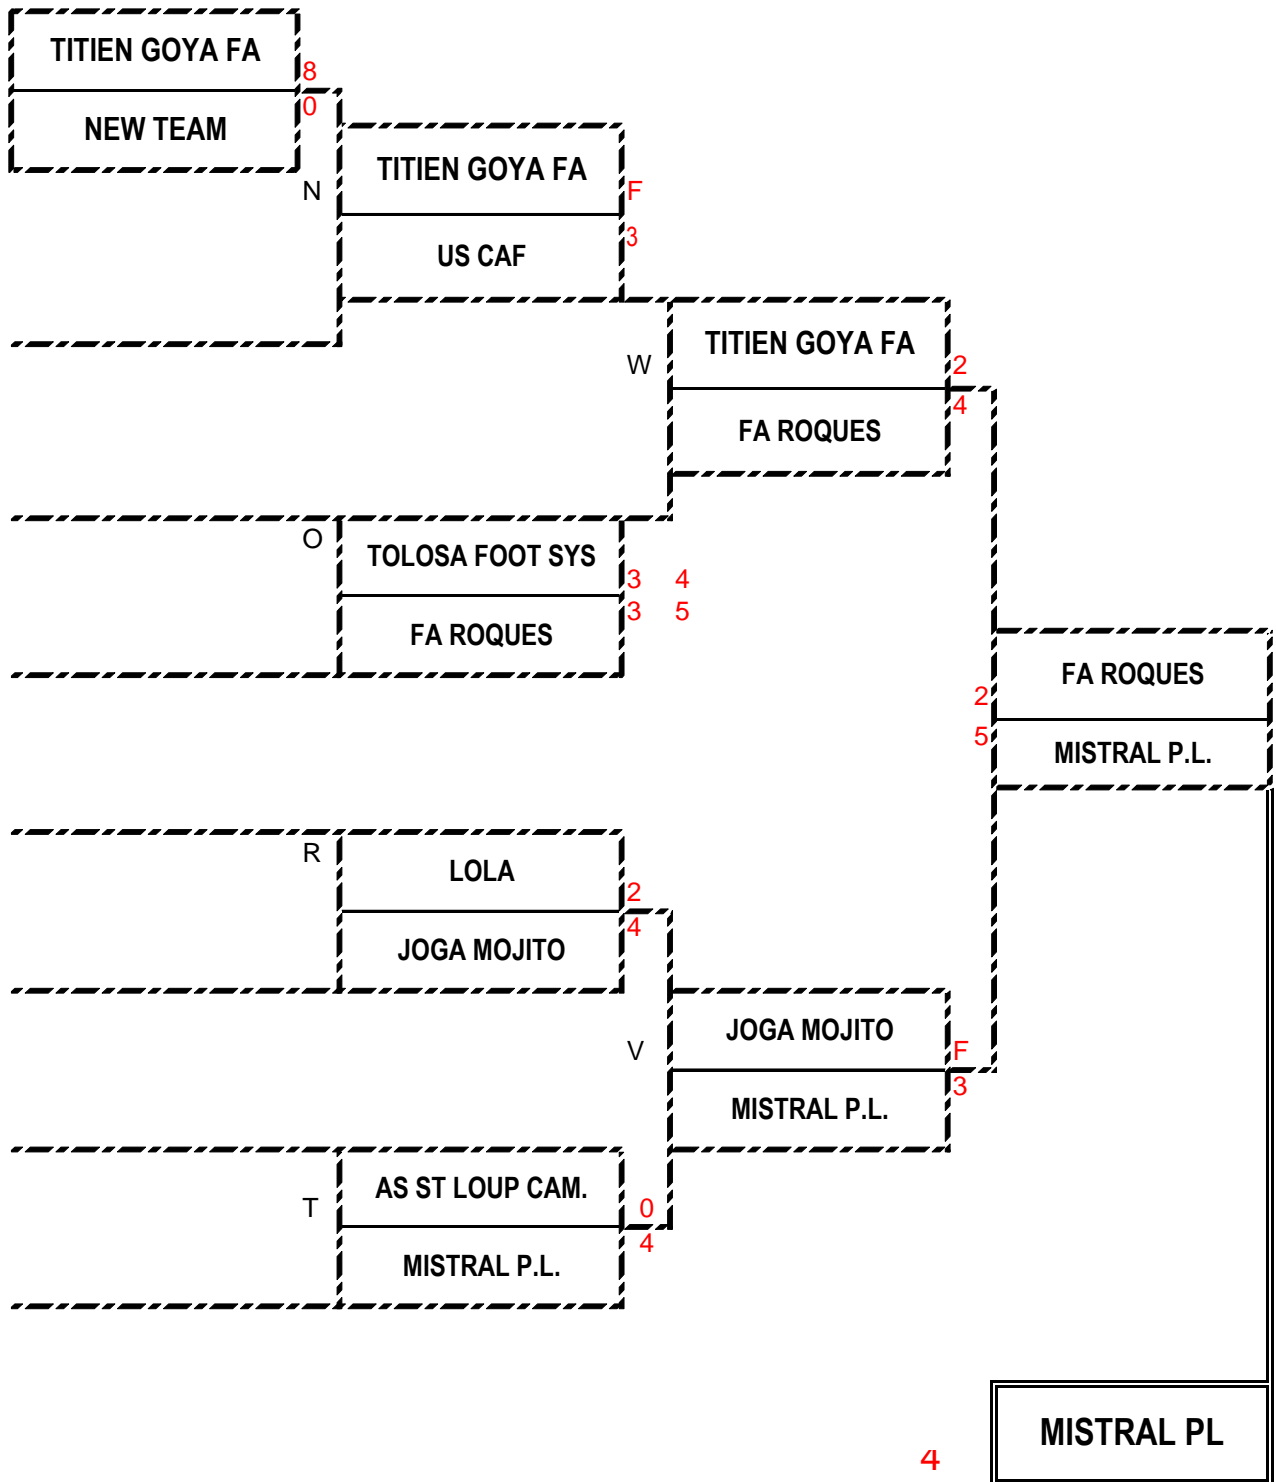 TITIEN GOYA FA
8
0
NEW TEAM
N
TITIEN GOYA FA
F
3
US CAF
W
TITIEN GOYA FA
2
4
FA ROQUES
O
TOLOSA FOOT SYS
3 4
3 5
FA ROQUES
FA ROQUES
2
5
MISTRAL P.L.
R
LOLA
2
4
JOGA MOJITO
V
JOGA MOJITO
F
3
MISTRAL P.L.
T
AS ST LOUP CAM.
0
4
MISTRAL P.L.
MISTRAL PL
4